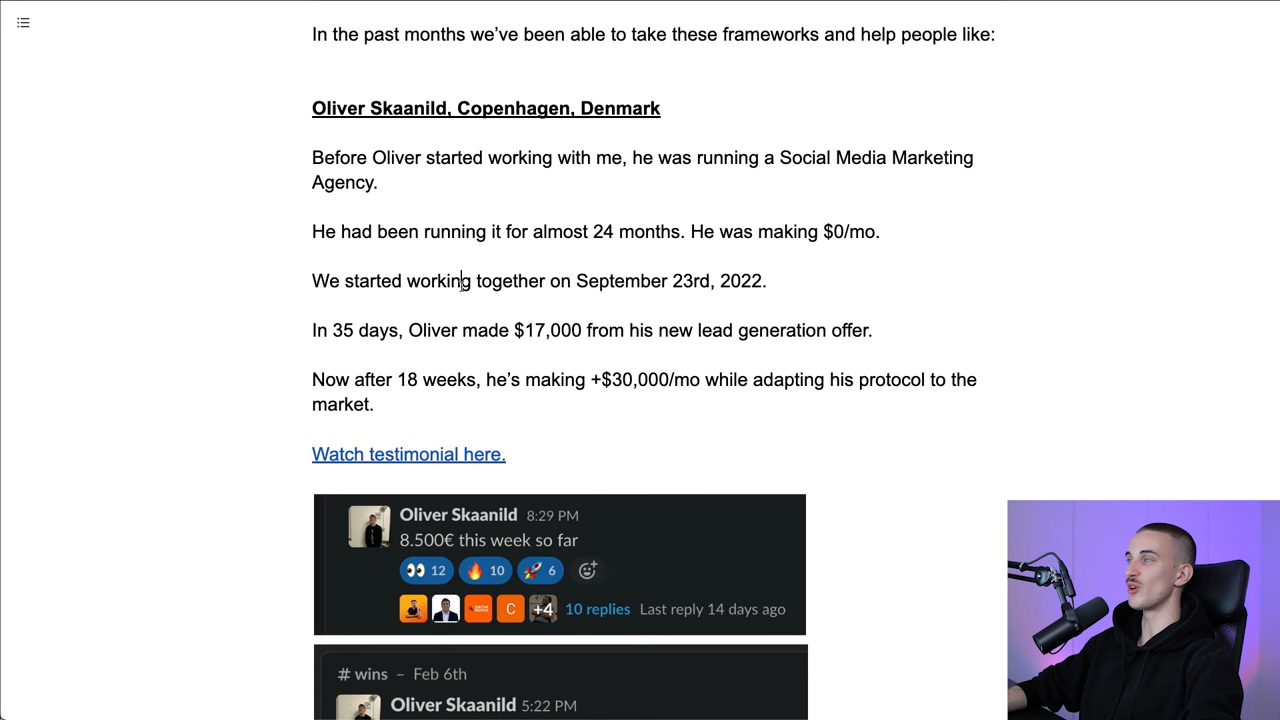 In the past months we’ve been able to take these frameworks and help people like:
Oliver Skaanild, Copenhagen, Denmark
Before Oliver started working with me, he was running a Social Media Marketing
Agency.
He had been running it for almost 24 months. He was making $0/mo.
We started working together on September 23rd, 2022.
In 35 days, Oliver made $17,000 from his new lead generation offer.
Now after 18 weeks, he’s making +$30,000/mo while adapting his protocol to the
market.
Watch testimonial here.
Oliver Skaanild 8:29 PM
8.500€ this week so far
👀 12 🔥 10 🚀 6
C +4 10 replies Last reply 14 days ago
# wins – Feb 6th
Oliver Skaanild 5:22 PM